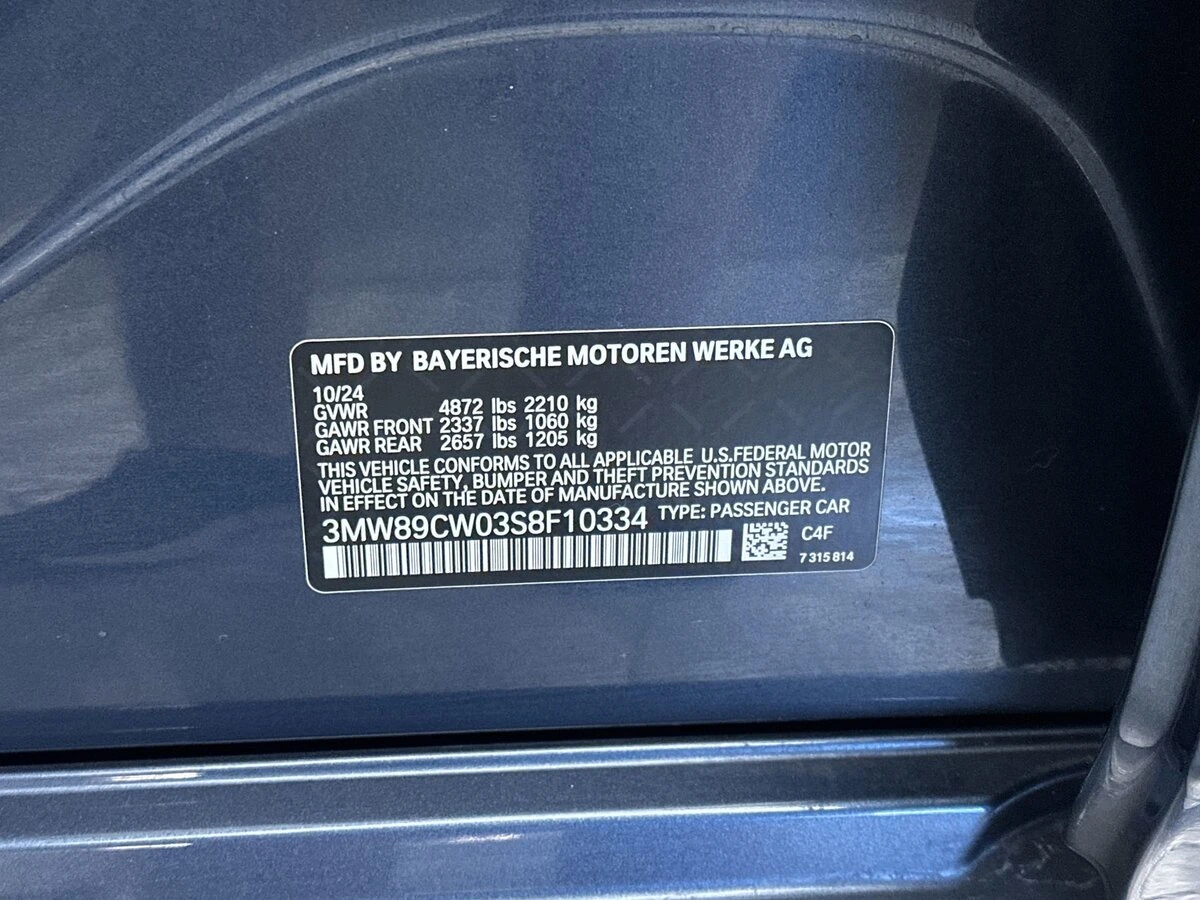 MFD BY BAYERISCHE MOTOREN WERKE AG
10/24
GVWR 4872 lbs 2210 kg
GAWR FRONT 2337 lbs 1060 kg
GAWR REAR 2657 lbs 1205 kg
THIS VEHICLE CONFORMS TO ALL APPLICABLE U.S.FEDERAL MOTOR
VEHICLE SAFETY, BUMPER AND THEFT PREVENTION STANDARDS
IN EFFECT ON THE DATE OF MANUFACTURE SHOWN ABOVE.
3MW89CW03S8F10334 TYPE: PASSENGER CAR
C4F
7 315 814